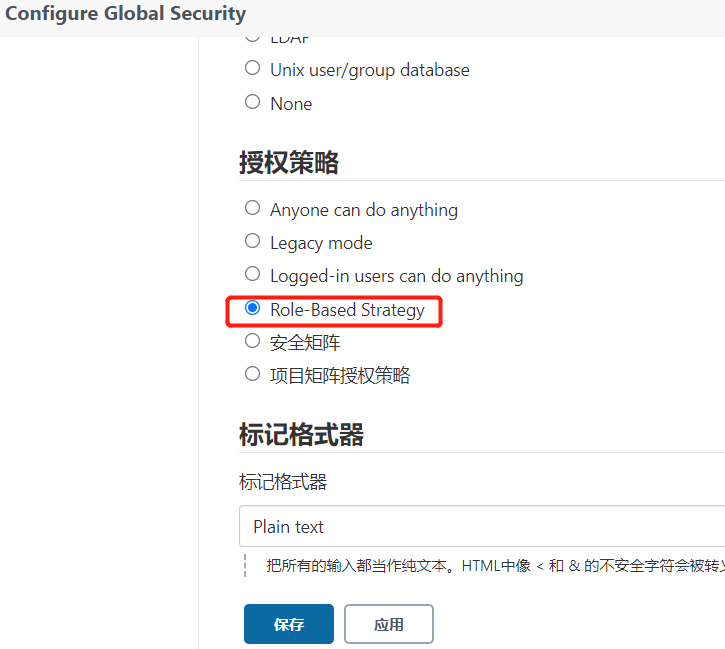 Configure Global Security
LDAP
Unix user/group database
None
授权策略
Anyone can do anything
Legacy mode
Logged-in users can do anything
Role-Based Strategy
安全矩阵
项目矩阵授权策略
标记格式器
标记格式器
Plain text
把所有的输入都当作纯文本。HTML中像 < 和 & 的不安全字符会被转
保存
应用